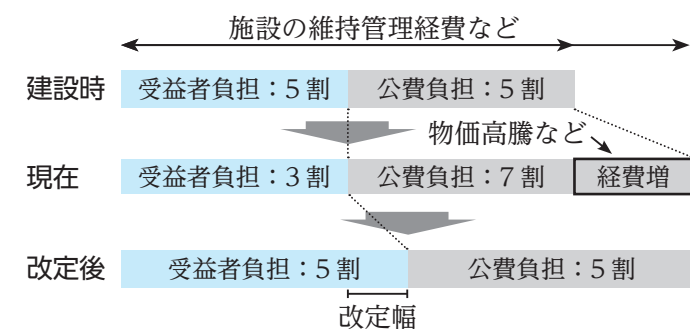 施設の維持管理経費など
建設時 受益者負担：5割 公費負担：5割
物価高騰など
現在 受益者負担：3割 公費負担：7割 経費増
改定後 受益者負担：5割 公費負担：5割
改定幅